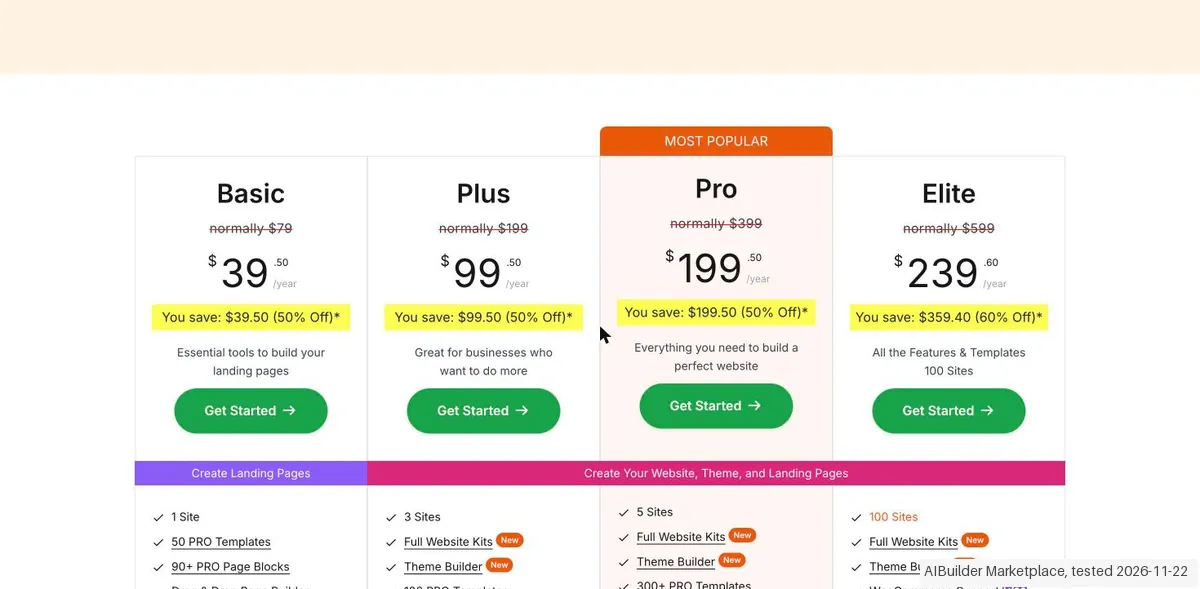 MOST POPULAR
Basic
normally $79
$39.50/year
You save: $39.50 (50% Off)*
Essential tools to build your
landing pages
Get Started →
Plus
normally $199
$99.50/year
You save: $99.50 (50% Off)*
Great for businesses who
want to do more
Get Started →
Pro
normally $399
$199.50/year
You save: $199.50 (50% Off)*
Everything you need to build a
perfect website
Get Started →
Elite
normally $599
$239.60/year
You save: $359.40 (60% Off)*
All the Features & Templates
100 Sites
Get Started →
Create Landing Pages
Create Your Website, Theme, and Landing Pages
1 Site
50 PRO Templates
90+ PRO Page Blocks
3 Sites
Full Website Kits New
Theme Builder New
5 Sites
Full Website Kits New
Theme Builder New
300+ PRO Templates
100 Sites
Full Website Kits New
AIBuilder Marketplace, tested 2026-11-22